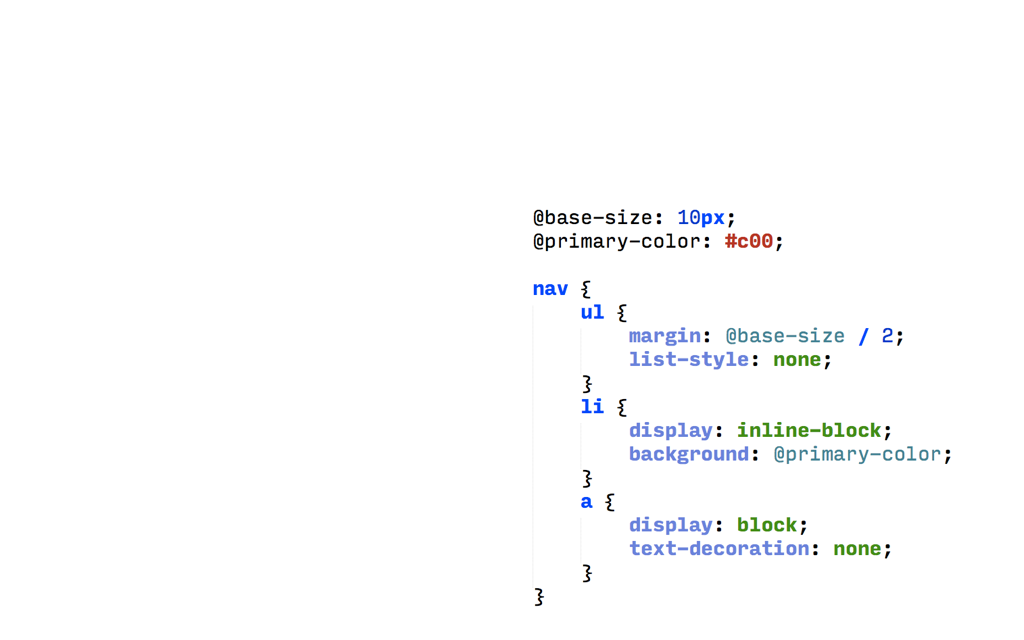 @base-size: 10px;
@primary-color: #c00;

nav {
    ul {
        margin: @base-size / 2;
        list-style: none;
    }
    li {
        display: inline-block;
        background: @primary-color;
    }
    a {
        display: block;
        text-decoration: none;
    }
}